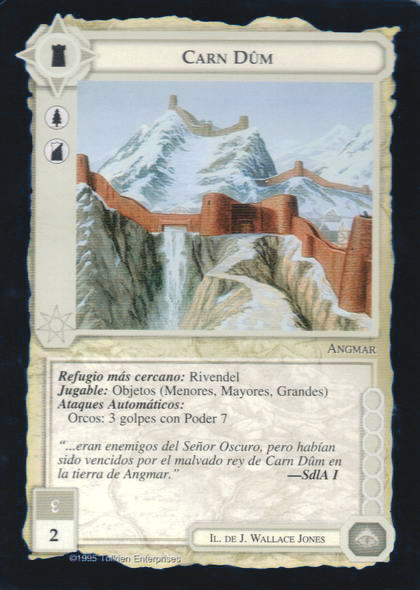 CARN DÛM
ANGMAR
Refugio más cercano: Rivendel
Jugable: Objetos (Menores, Mayores, Grandes)
Ataques Automáticos:
Orcos: 3 golpes con Poder 7
“...eran enemigos del Señor Oscuro, pero habían
sido vencidos por el malvado rey de Carn Dûm en
la tierra de Angmar.” —SdlA I
3
2
IL. DE J. WALLACE JONES
©1995 Tolkien Enterprises